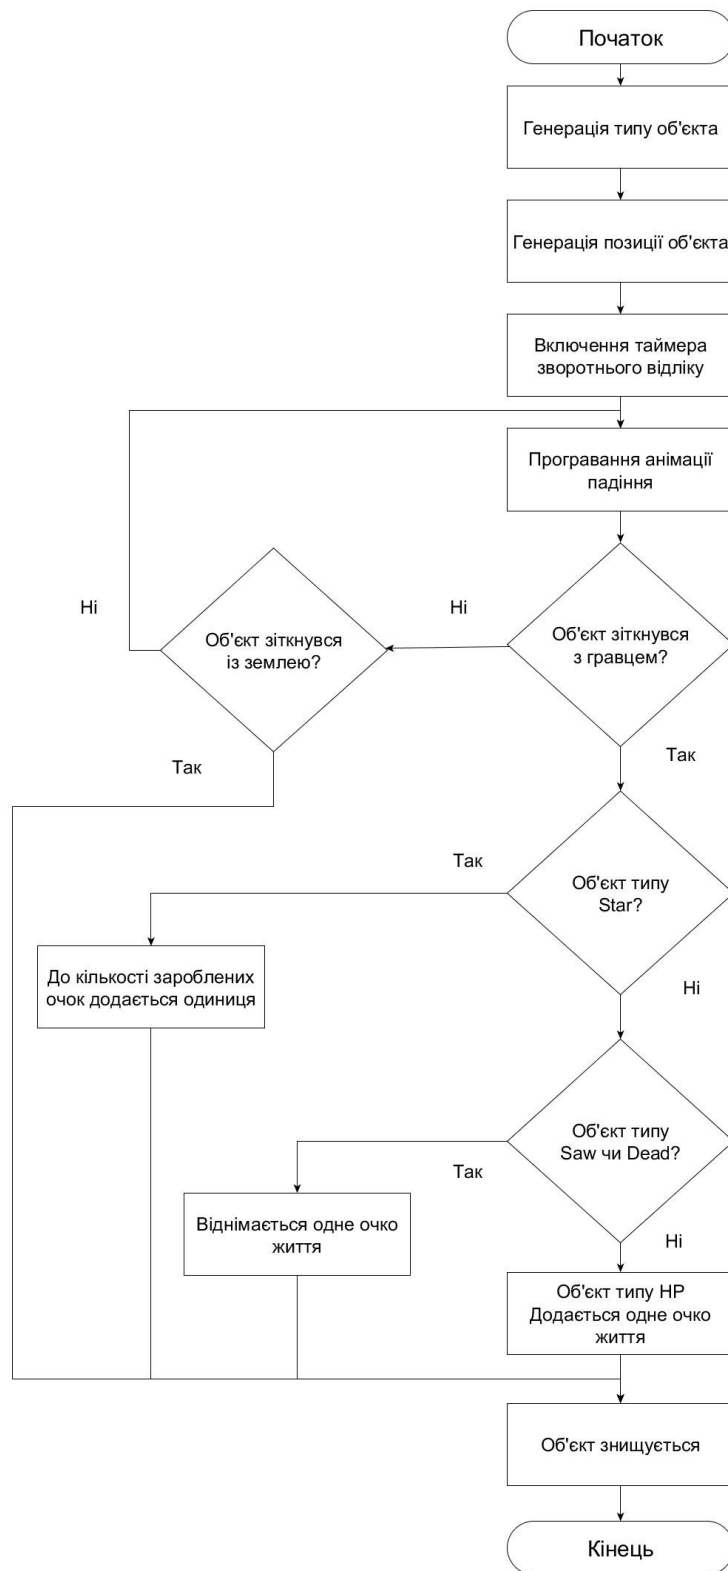 Початок
Генерація типу об'єкта
Генерація позиції об'єкта
Включення таймера
зворотнього відліку
Програвання анімації
падіння
Ні
Об'єкт зіткнувся
із землею?
Ні
Об'єкт зіткнувся
з гравцем?
Так
Так
Так
Об'єкт типу
Star?
До кількості зароблених
очок додається одиниця
Ні
Об'єкт типу
Saw чи Dead?
Так
Віднімається одне очко
життя
Ні
Об'єкт типу HP
Додається одне очко
життя
Об'єкт знищується
Кінець